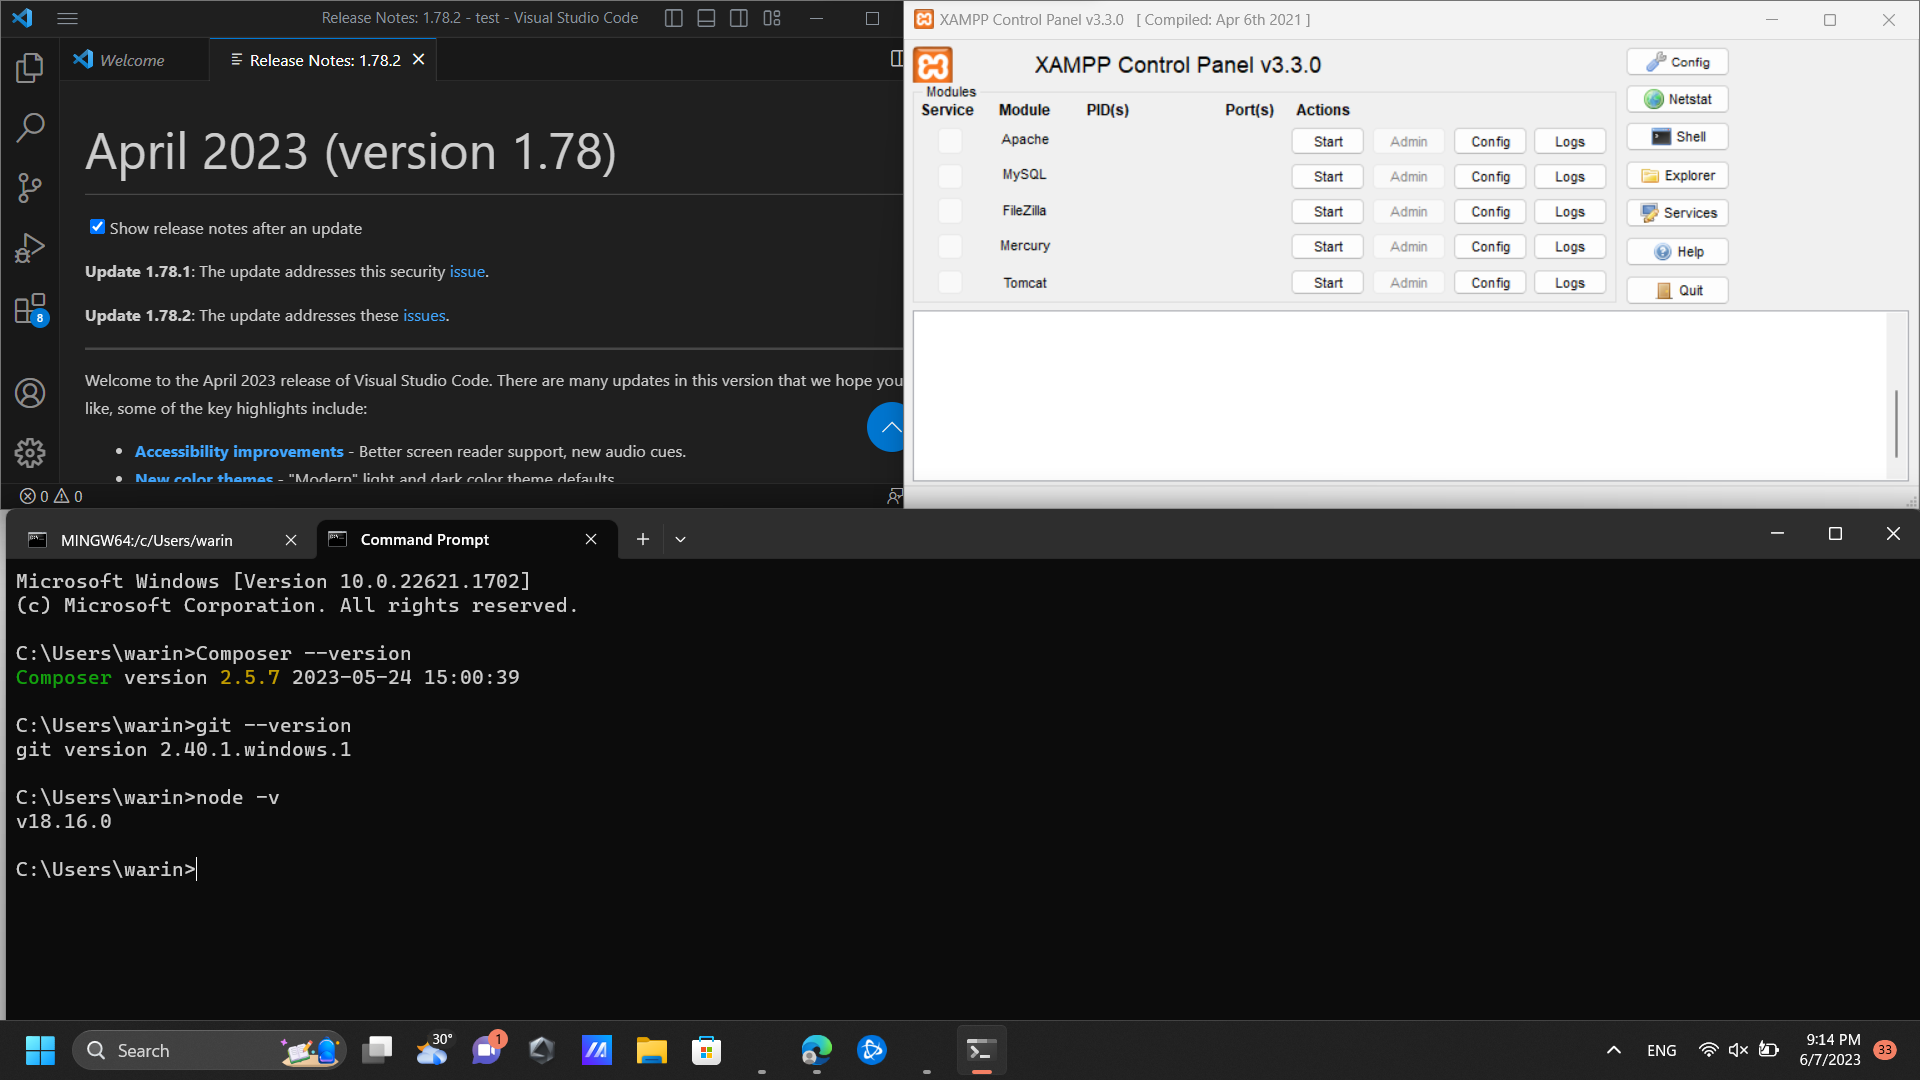 Release Notes: 1.78.2 - test - Visual Studio Code
Welcome
Release Notes: 1.78.2
April 2023 (version 1.78)
Show release notes after an update
Update 1.78.1: The update addresses this security issue.
Update 1.78.2: The update addresses these issues.
Welcome to the April 2023 release of Visual Studio Code. There are many updates in this version that we hope you
like, some of the key highlights include:
• Accessibility improvements - Better screen reader support, new audio cues.
• New color themes - "Modern" light and dark color theme defaults
8
0 0
XAMPP Control Panel v3.3.0 [ Compiled: Apr 6th 2021 ]
XAMPP Control Panel v3.3.0
Modules
Service Module PID(s) Port(s) Actions
Apache Start Admin Config Logs
MySQL Start Admin Config Logs
FileZilla Start Admin Config Logs
Mercury Start Admin Config Logs
Tomcat Start Admin Config Logs
Config
Netstat
Shell
Explorer
Services
Help
Quit
MINGW64:/c/Users/warin
Command Prompt
Microsoft Windows [Version 10.0.22621.1702]
(c) Microsoft Corporation. All rights reserved.
C:\Users\warin>Composer --version
Composer version 2.5.7 2023-05-24 15:00:39
C:\Users\warin>git --version
git version 2.40.1.windows.1
C:\Users\warin>node -v
v18.16.0
C:\Users\warin>
Search
30°
1
ENG
9:14 PM
6/7/2023
33